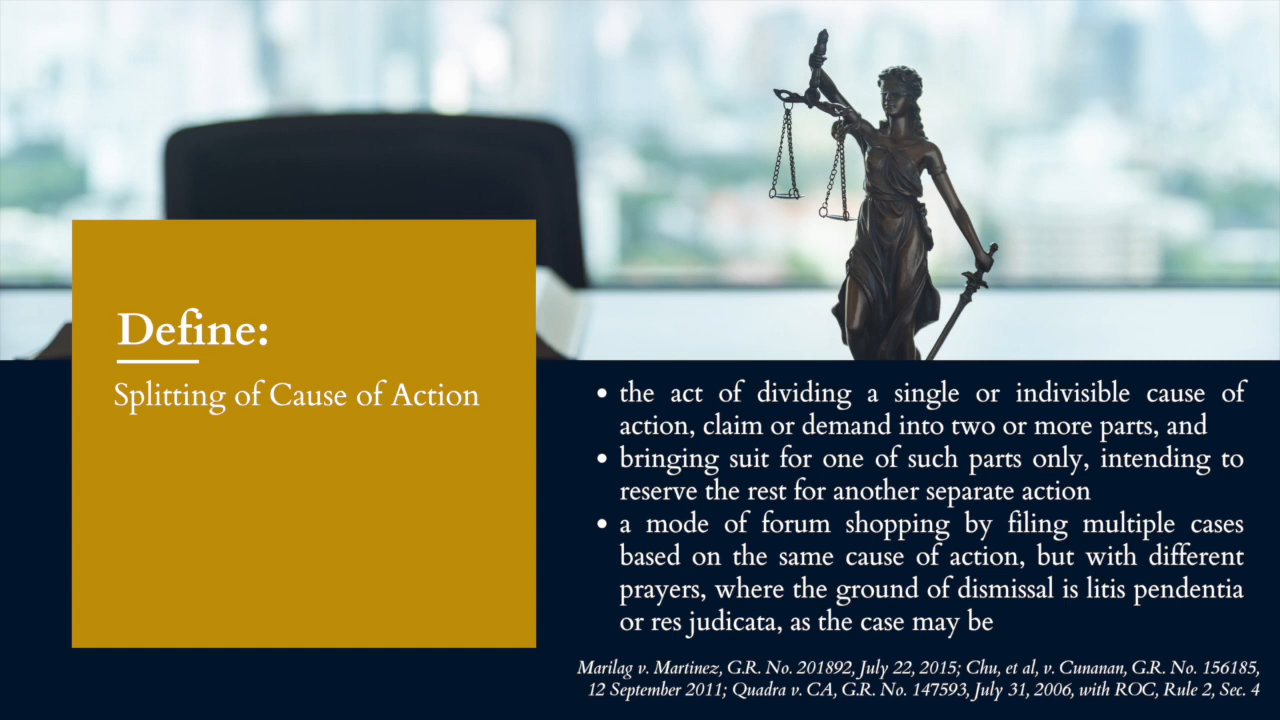 Define:
Splitting of Cause of Action
• the act of dividing a single or indivisible cause of
action, claim or demand into two or more parts, and
• bringing suit for one of such parts only, intending to
reserve the rest for another separate action
• a mode of forum shopping by filing multiple cases
based on the same cause of action, but with different
prayers, where the ground of dismissal is litis pendentia
or res judicata, as the case may be
Marilag v. Martinez, G.R. No. 201892, July 22, 2015; Chu, et al, v. Cunanan, G.R. No. 156185,
12 September 2011; Quadra v. CA, G.R. No. 147593, July 31, 2006, with ROC, Rule 2, Sec. 4